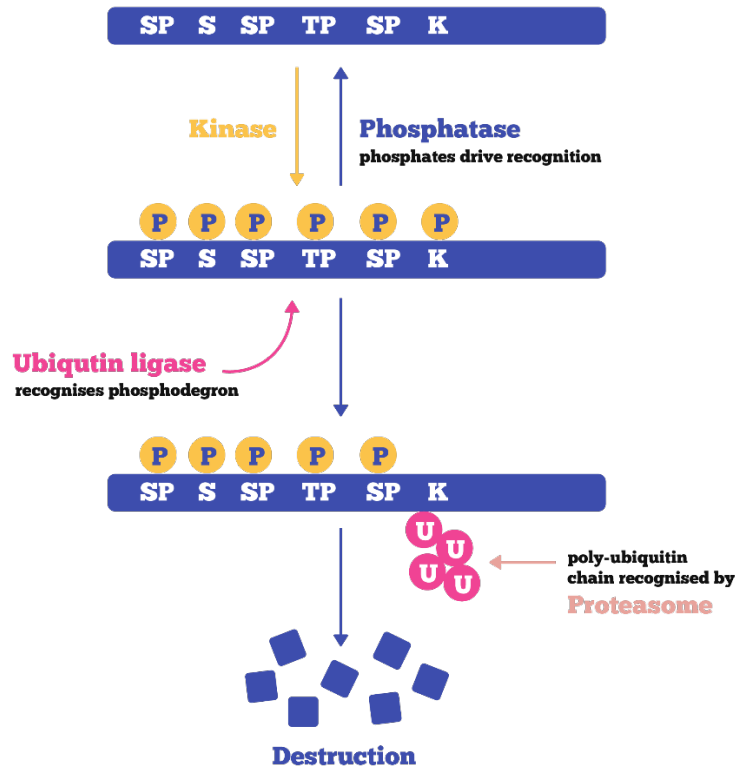 SP S SP TP SP K
Kinase
Phosphatase
phosphates drive recognition
P P P P P P
SP S SP TP SP K
Ubiqutin ligase
recognises phosphodegron
P P P P P
SP S SP TP SP K
U
U
U
U
poly-ubiquitin
chain recognised by
Proteasome
Destruction